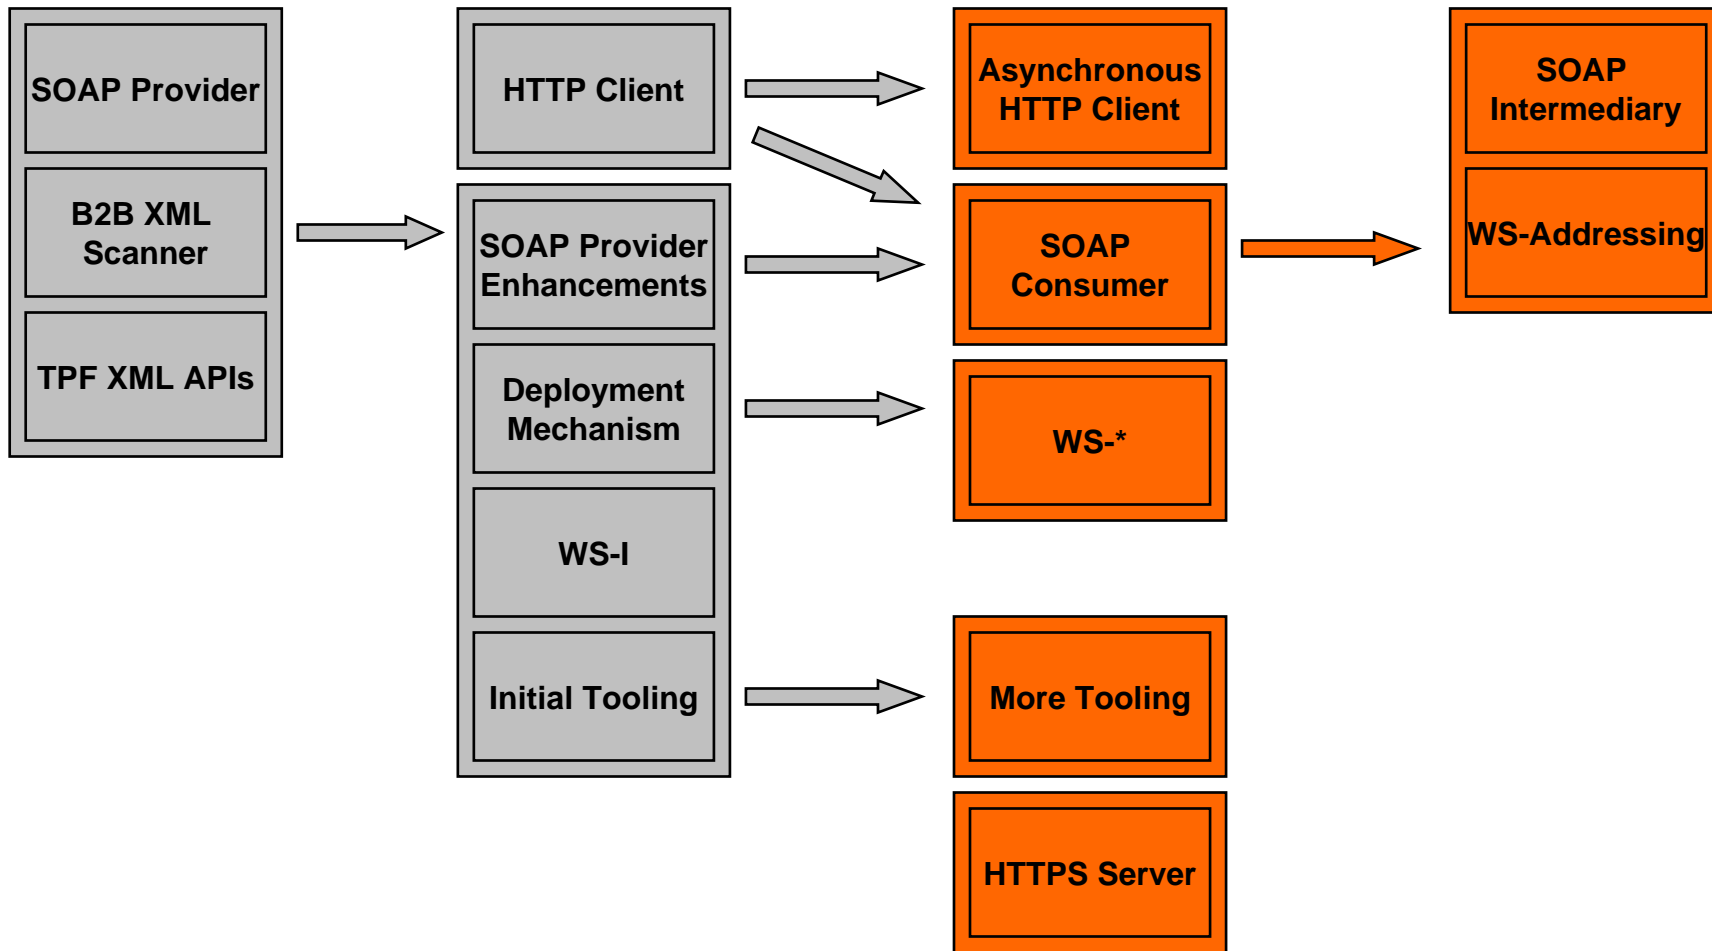 SOAP Provider
B2B XML
Scanner
TPF XML APIs
HTTP Client
SOAP Provider
Enhancements
Deployment
Mechanism
WS-I
Initial Tooling
Asynchronous
HTTP Client
SOAP
Consumer
WS-*
More Tooling
HTTPS Server
SOAP
Intermediary
WS-Addressing